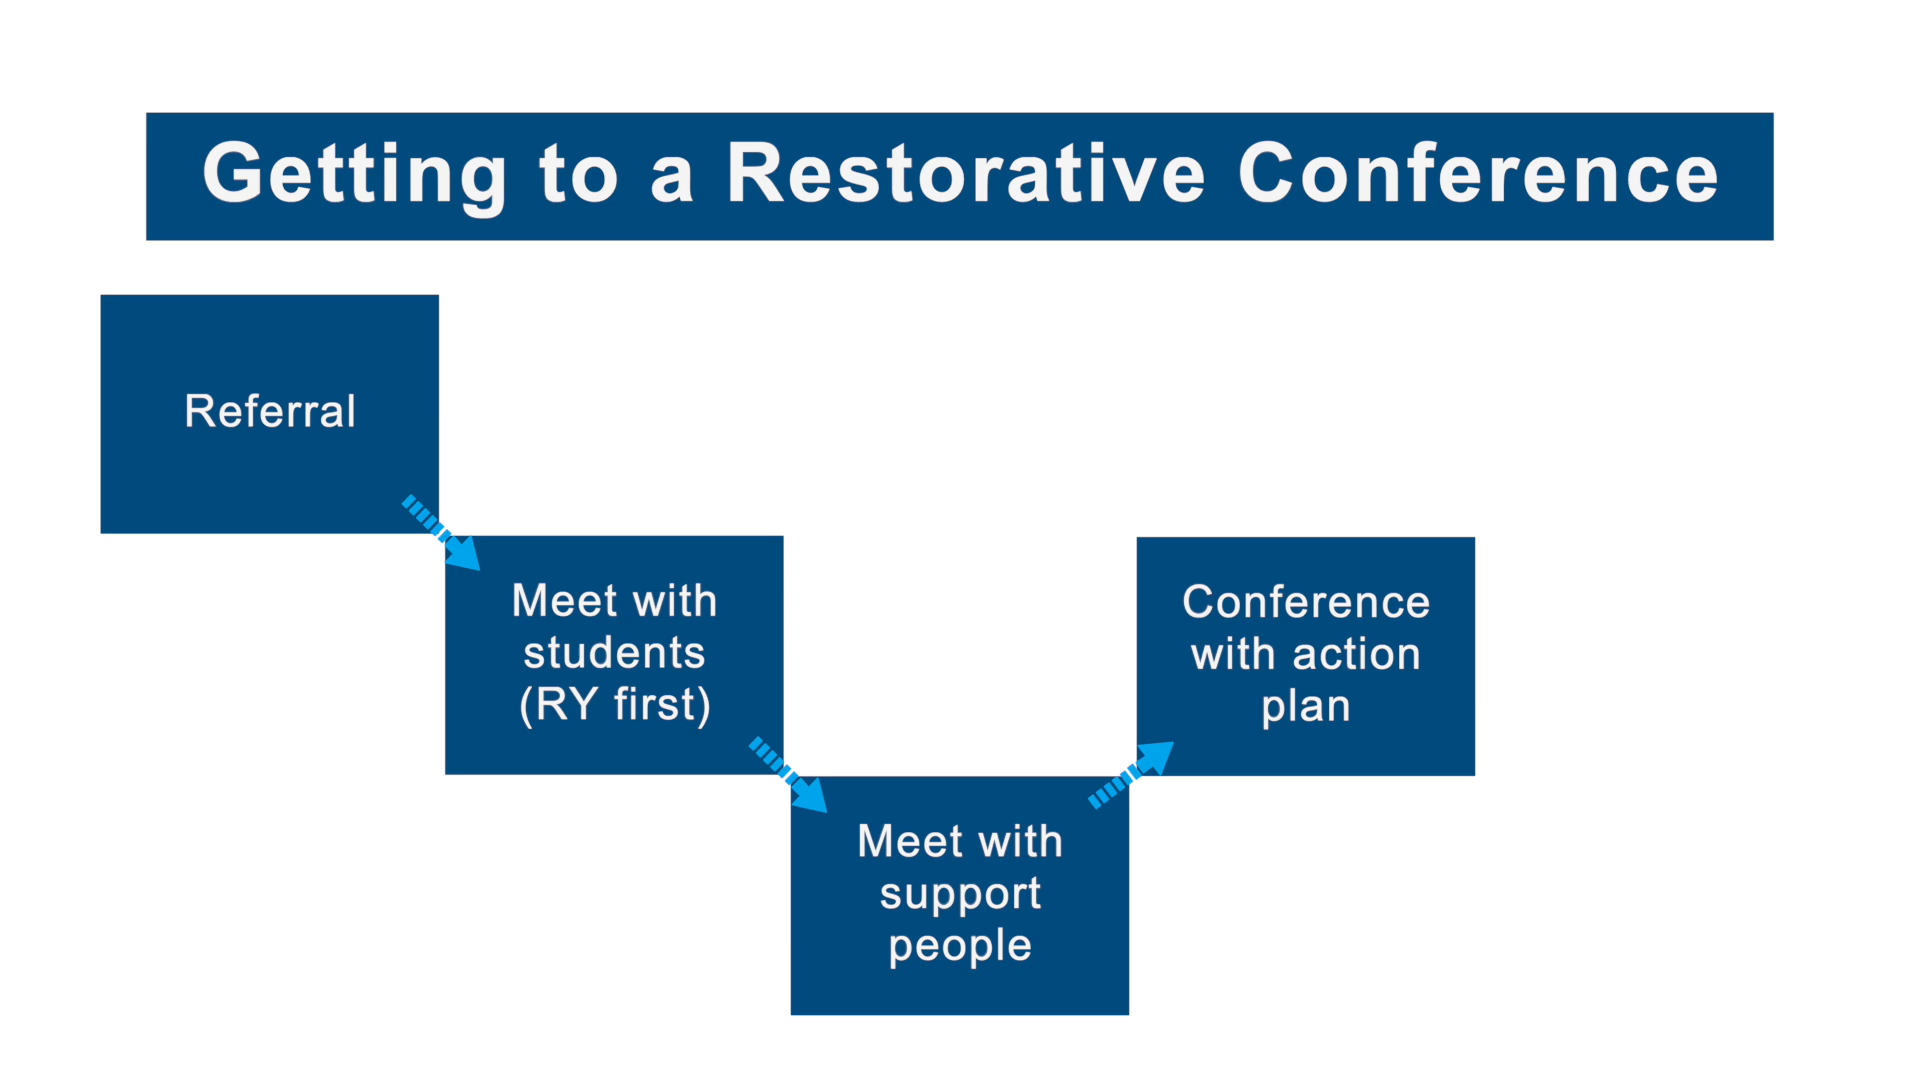 Getting to a Restorative Conference
Referral
Meet with
students
(RY first)
Meet with
support
people
Conference
with action
plan